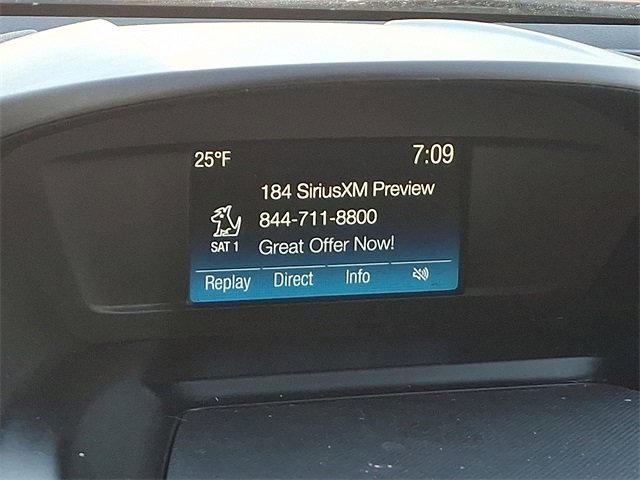 25°F 7:09
184 SiriusXM Preview
844-711-8800
SAT 1 Great Offer Now!
Replay Direct Info